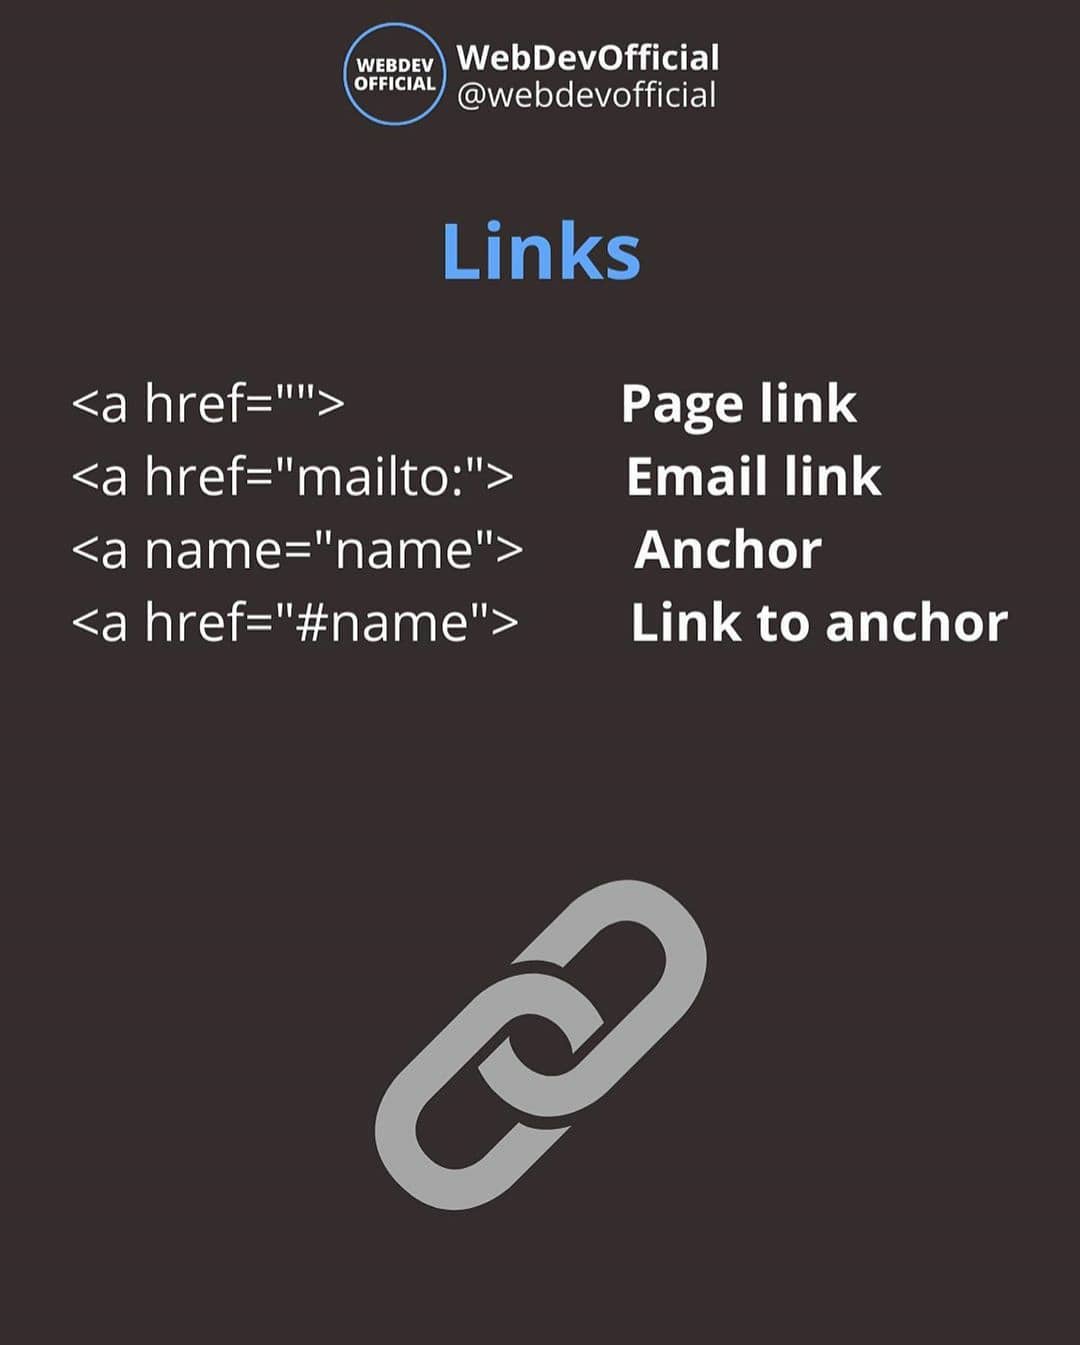 WEBDEV
OFFICIAL
WebDevOfficial
@webdevofficial
Links
<a href=""> Page link
<a href="mailto:"> Email link
<a name="name"> Anchor
<a href="#name"> Link to anchor